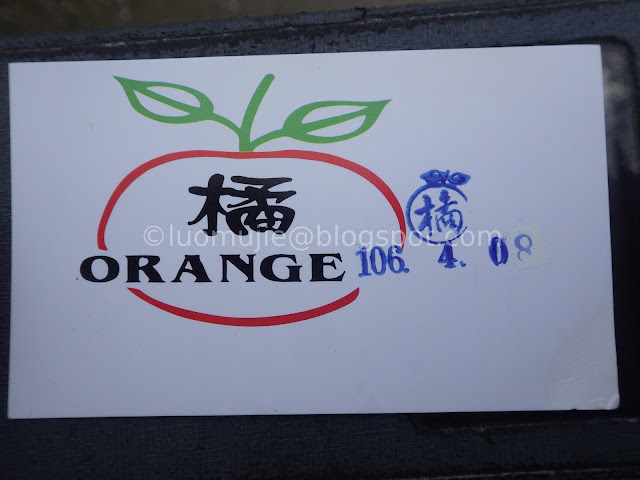 橘
橘
©luomujie@blogspot.com
ORANGE
106. 4. 08